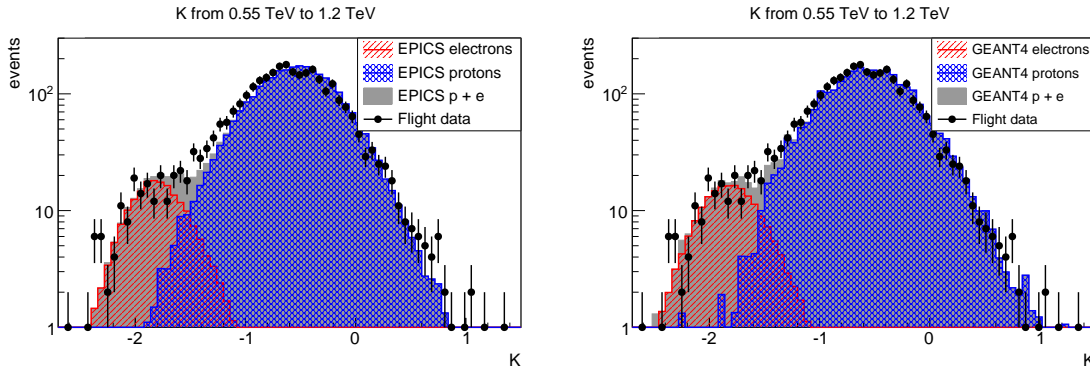 K from 0.55 TeV to 1.2 TeV
events
EPICS electrons
EPICS protons
EPICS p + e
Flight data
10²
10
1
-2
-1
0
1
K
K from 0.55 TeV to 1.2 TeV
events
GEANT4 electrons
GEANT4 protons
GEANT4 p + e
Flight data
10²
10
1
-2
-1
0
1
K